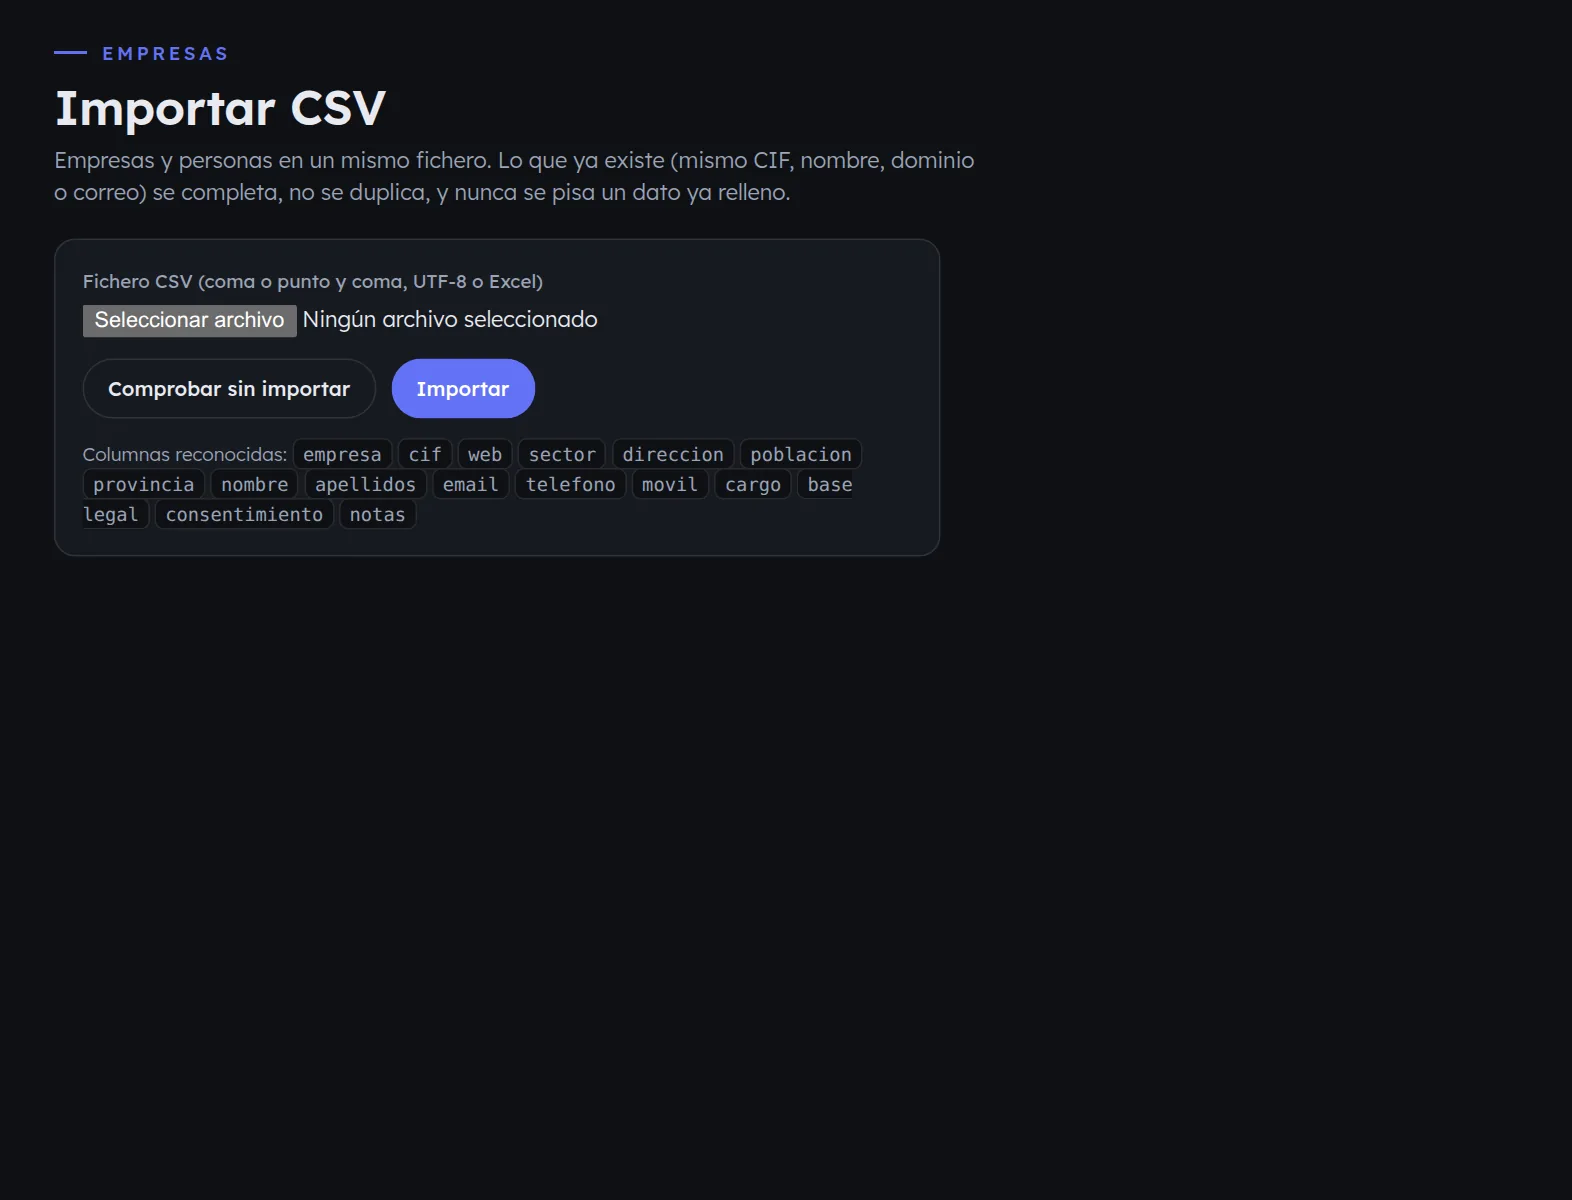 EMPRESAS
Importar CSV
Empresas y personas en un mismo fichero. Lo que ya existe (mismo CIF, nombre, dominio
o correo) se completa, no se duplica, y nunca se pisa un dato ya relleno.
Fichero CSV (coma o punto y coma, UTF-8 o Excel)
Seleccionar archivo Ningún archivo seleccionado
Comprobar sin importar Importar
Columnas reconocidas: empresa cif web sector direccion poblacion
provincia nombre apellidos email telefono movil cargo base
legal consentimiento notas